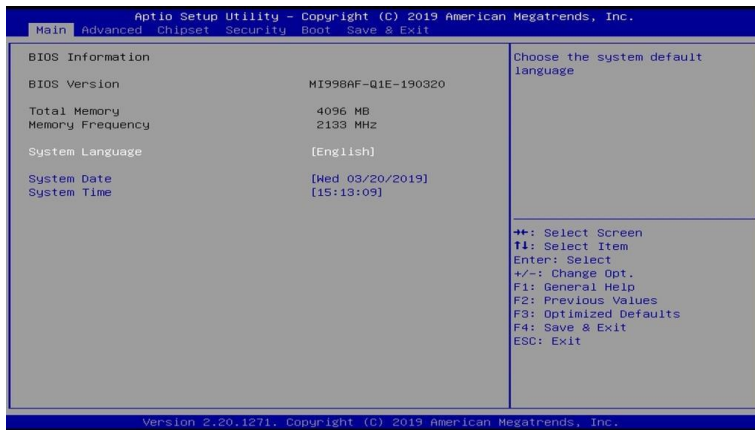 Aptio Setup Utility – Copyright (C) 2019 American Megatrends, Inc.
Main Advanced Chipset Security Boot Save & Exit
BIOS Information
BIOS Version MI998AF-Q1E-190320
Total Memory 4096 MB
Memory Frequency 2133 MHz
System Language [English]
System Date [Wed 03/20/2019]
System Time [15:13:09]
Choose the system default
language
→←: Select Screen
↑↓: Select Item
Enter: Select
+/-: Change Opt.
F1: General Help
F2: Previous Values
F3: Optimized Defaults
F4: Save & Exit
ESC: Exit
Version 2.20.1271. Copyright (C) 2019 American Megatrends, Inc.